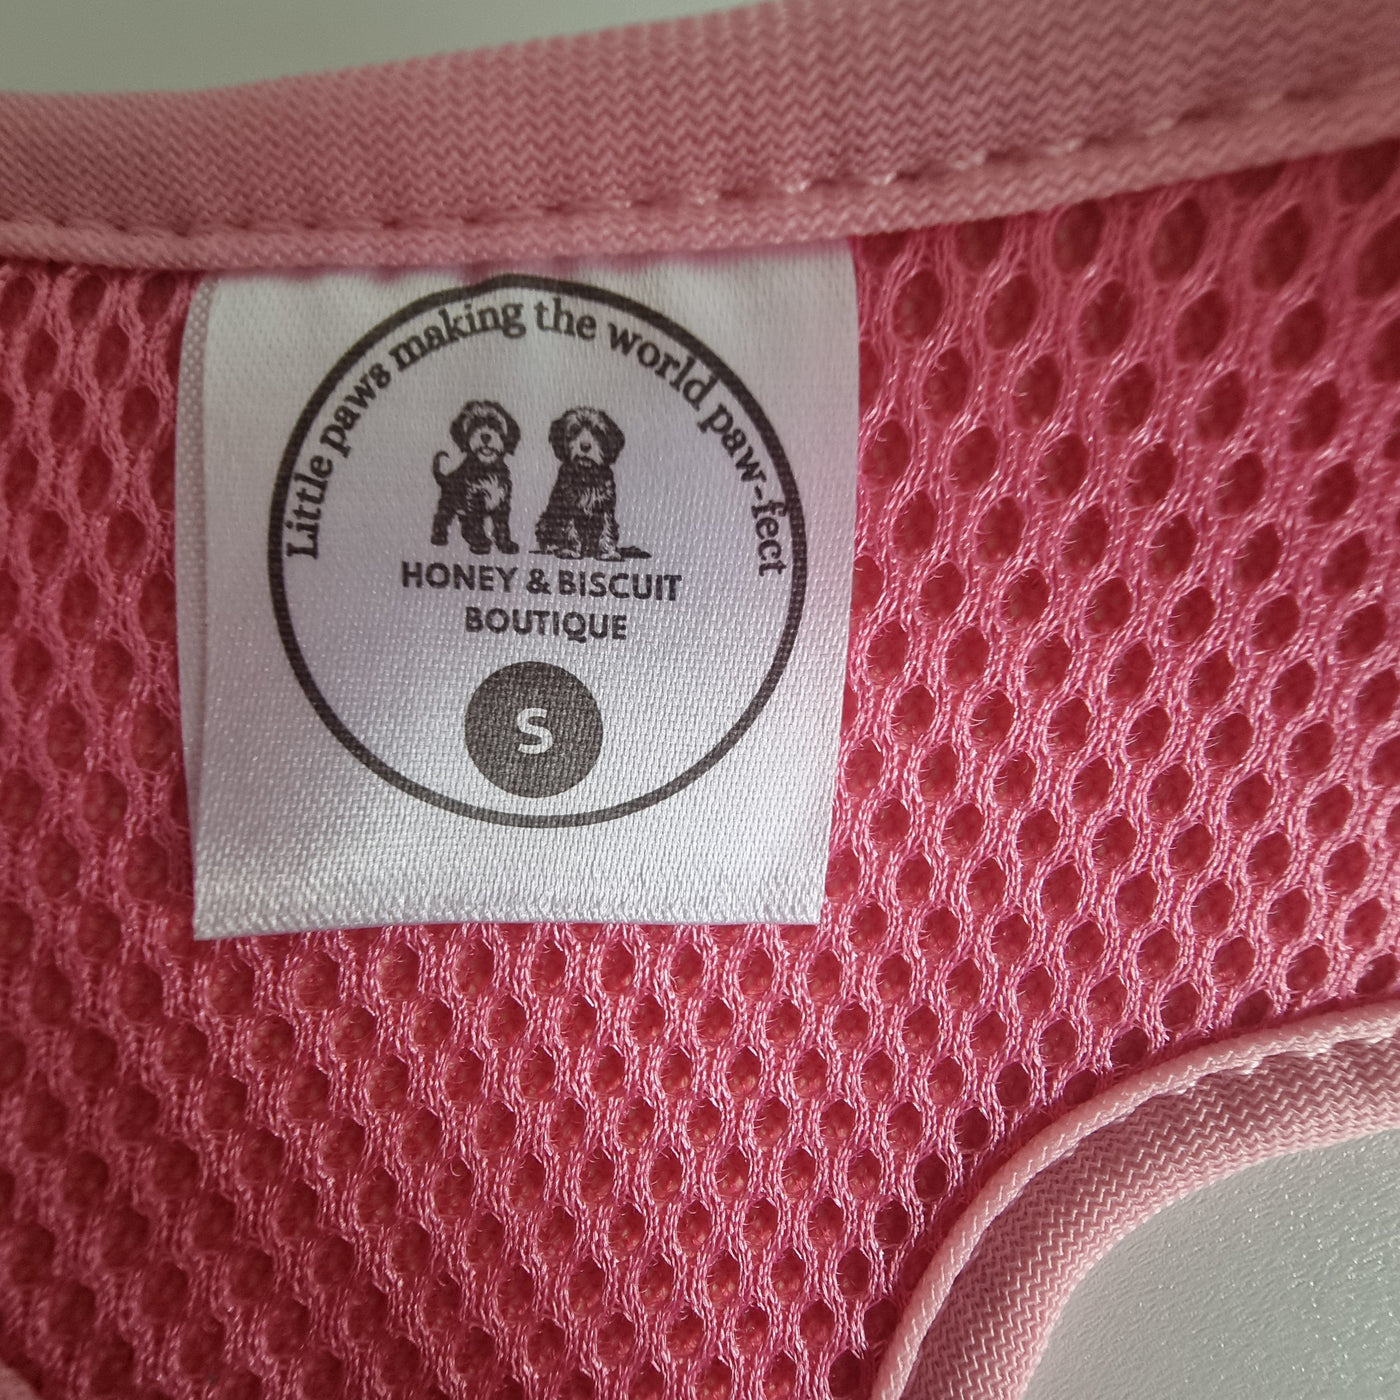 Little paws making the world paw-fect
HONEY & BISCUIT
BOUTIQUE
S